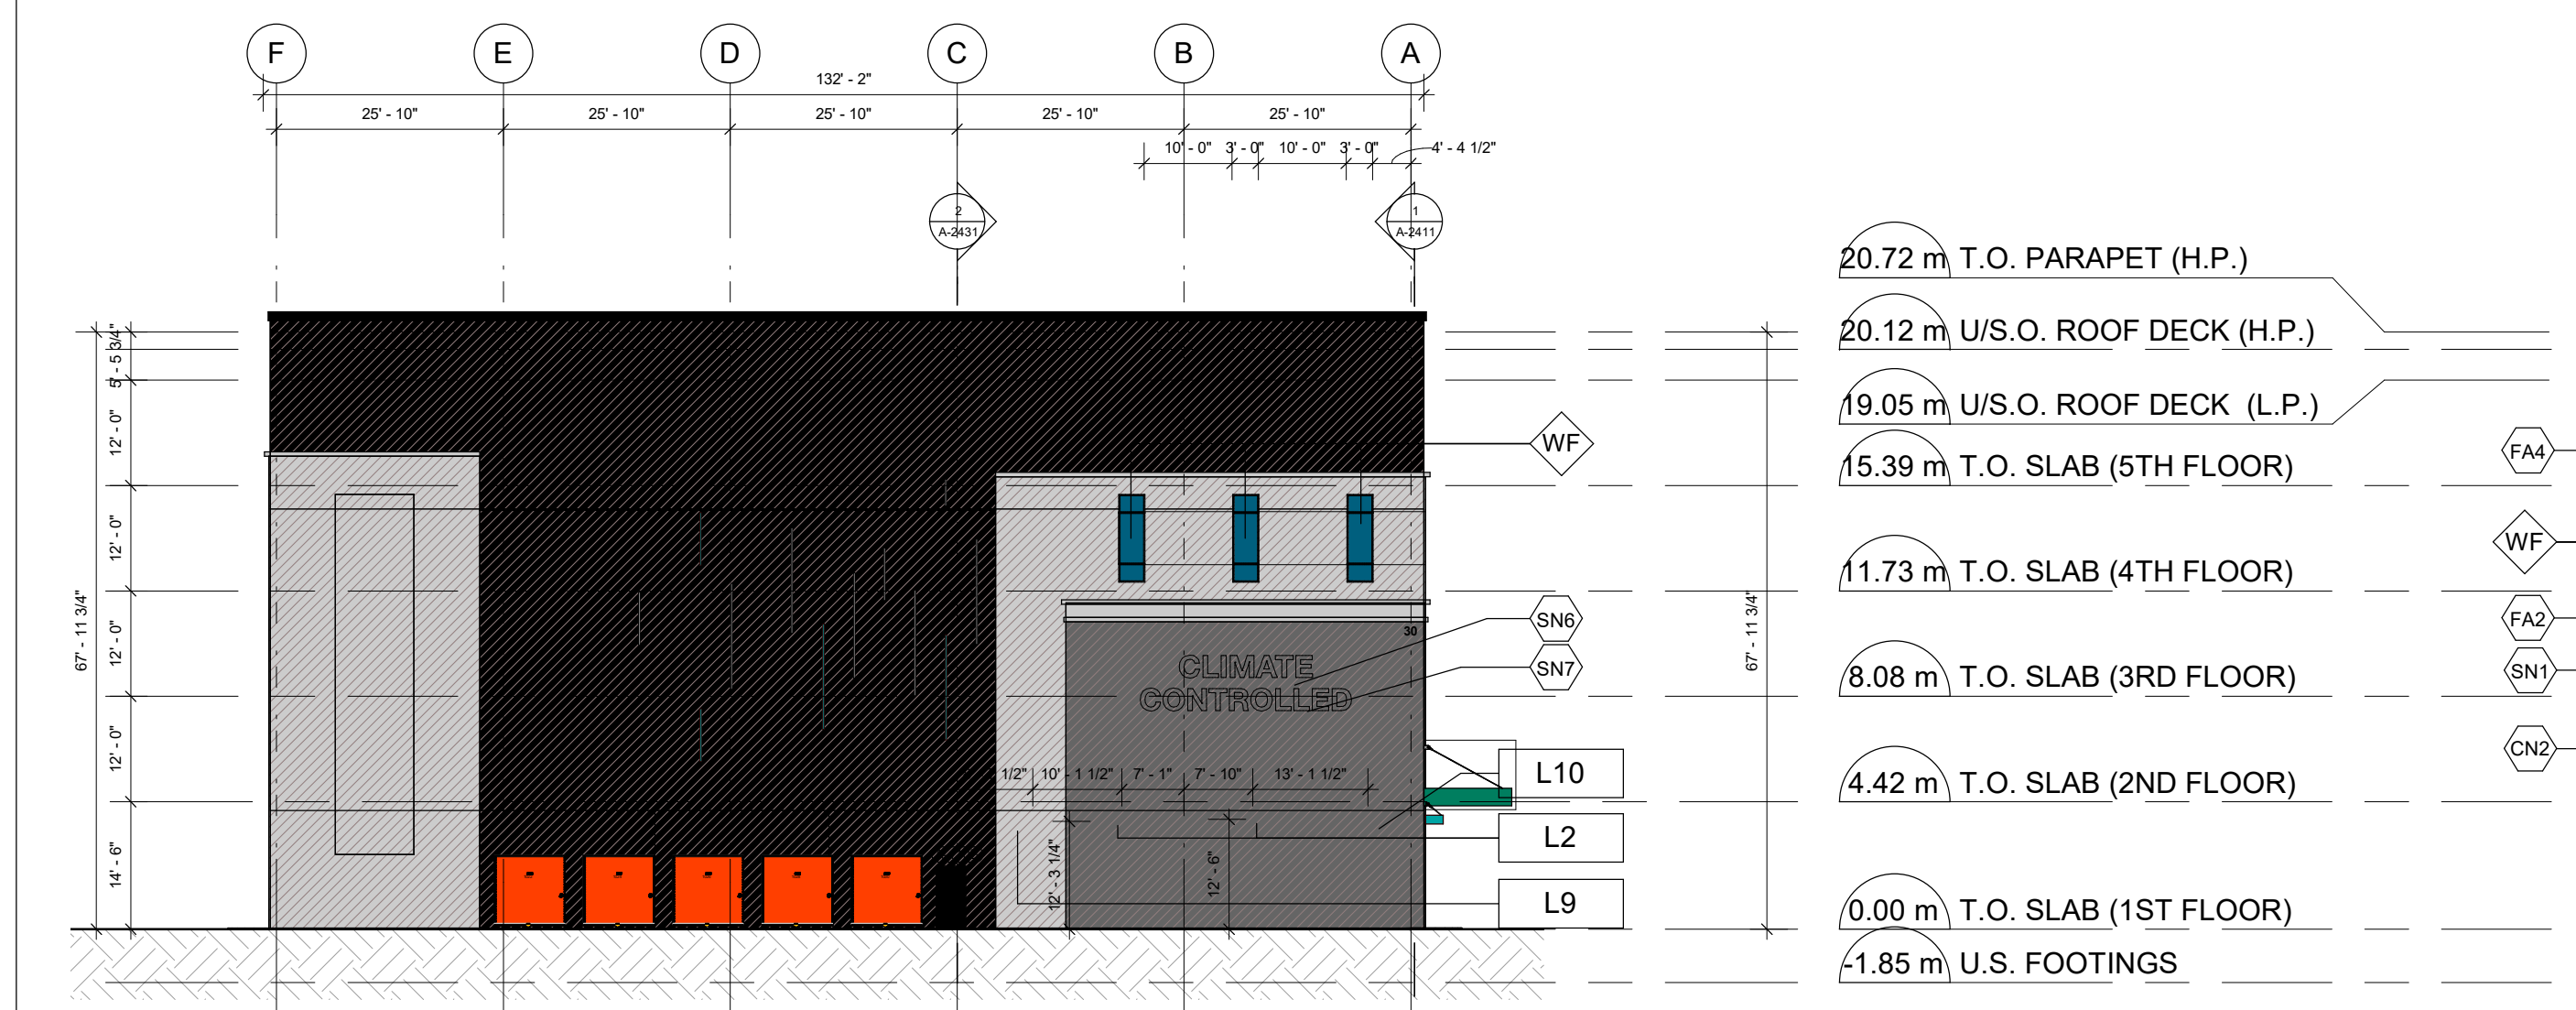 F E D C B A
132' - 2"
25' - 10" 25' - 10" 25' - 10" 25' - 10" 25' - 10"
10' - 0" 3' - 0" 10' - 0" 3' - 0" 4' - 4 1/2"
2
A-2431
1
A-2411
20.72 m T.O. PARAPET (H.P.)
20.12 m U/S.O. ROOF DECK (H.P.)
19.05 m U/S.O. ROOF DECK (L.P.)
15.39 m T.O. SLAB (5TH FLOOR)
11.73 m T.O. SLAB (4TH FLOOR)
8.08 m T.O. SLAB (3RD FLOOR)
4.42 m T.O. SLAB (2ND FLOOR)
0.00 m T.O. SLAB (1ST FLOOR)
-1.85 m U.S. FOOTINGS
5' - 5 3/4"
12' - 0"
12' - 0"
12' - 0"
12' - 0"
14' - 6"
67' - 11 3/4"
67' - 11 3/4"
WF
SN6
SN7
30
CLIMATE
CONTROLLED
1/2" 10' - 1 1/2" 7' - 1" 7' - 10" 13' - 1 1/2"
12' - 3 1/4"
12' - 6"
L10
L2
L9
FA4
WF
FA2
SN1
CN2